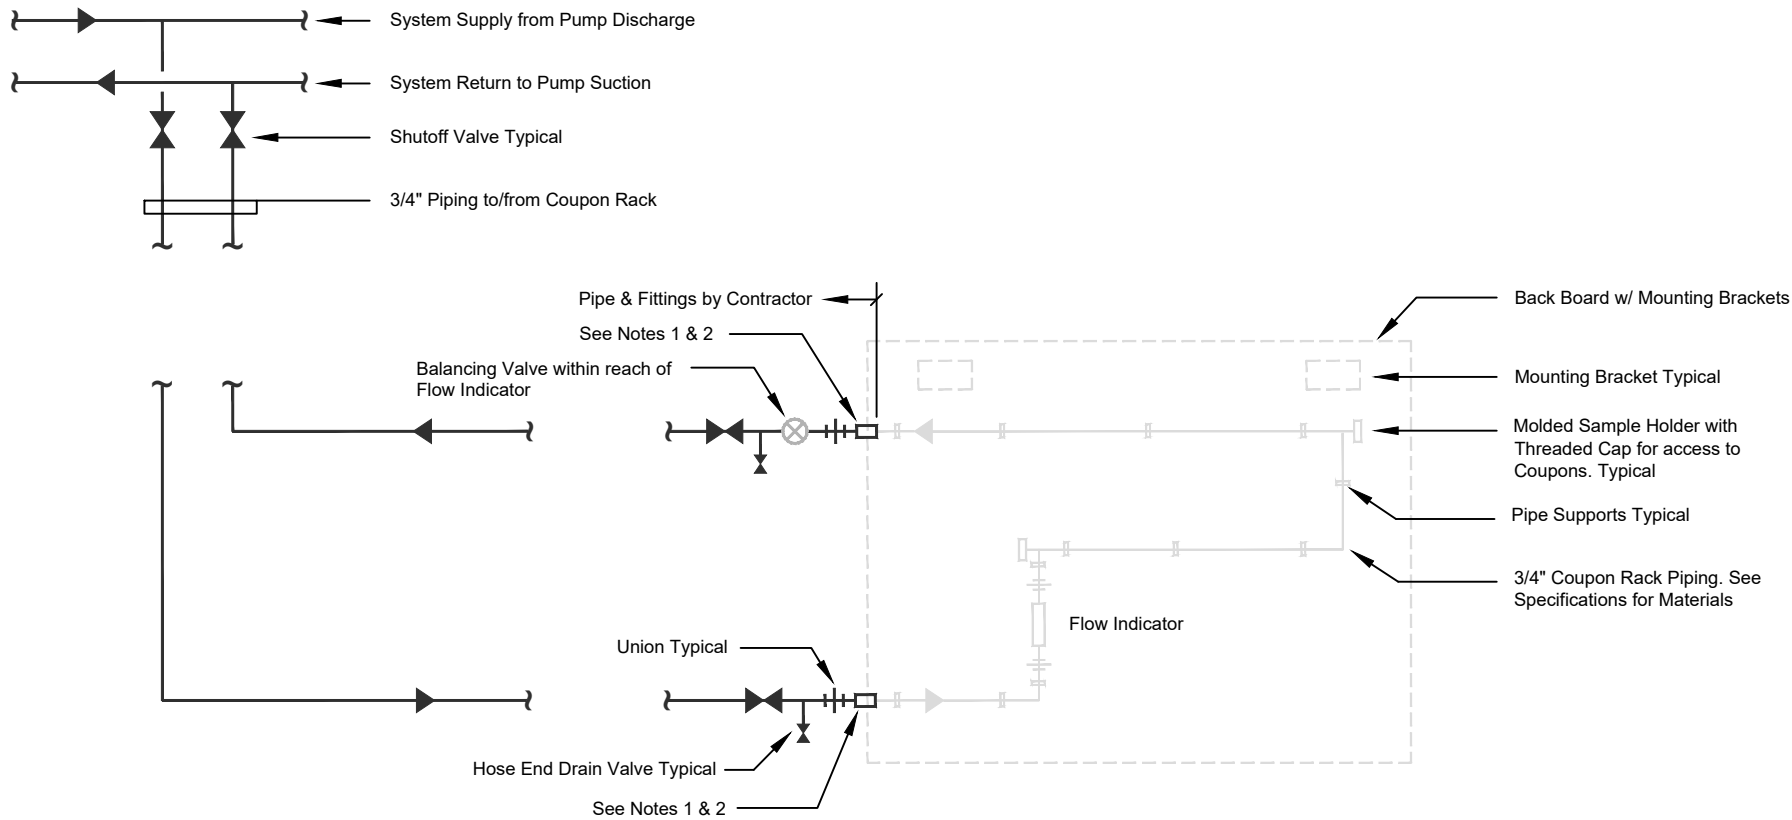 System Supply from Pump Discharge
System Return to Pump Suction
Shutoff Valve Typical
3/4" Piping to/from Coupon Rack
Pipe & Fittings by Contractor
See Notes 1 & 2
Balancing Valve within reach of
Flow Indicator
Back Board w/ Mounting Brackets
Mounting Bracket Typical
Molded Sample Holder with
Threaded Cap for access to
Coupons. Typical
Pipe Supports Typical
3/4" Coupon Rack Piping. See
Specifications for Materials
Flow Indicator
Union Typical
Hose End Drain Valve Typical
See Notes 1 & 2